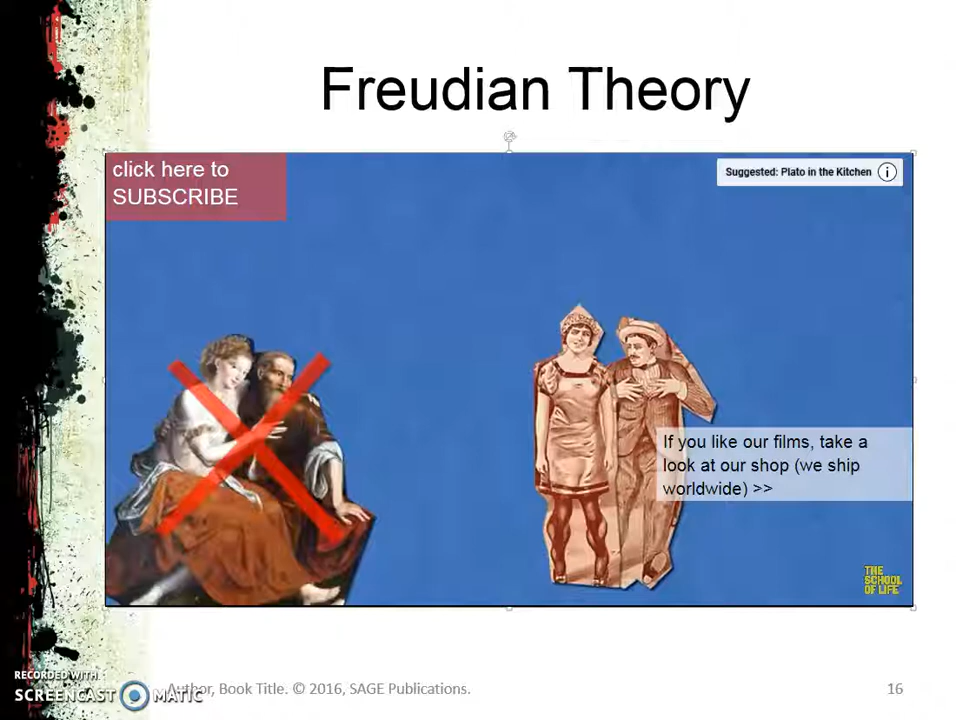 Freudian Theory
click here to
SUBSCRIBE
Suggested: Plato in the Kitchen
If you like our films, take a
look at our shop (we ship
worldwide) >>
THE
SCHOOL
OF LIFE
RECORDED WITH
SCREENCAST MATIC
Author, Book Title. © 2016, SAGE Publications.
16